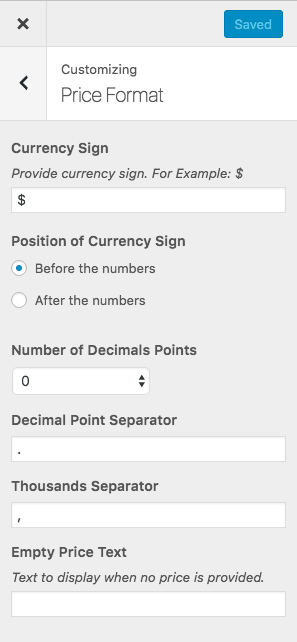 Saved
Customizing
Price Format
Currency Sign
Provide currency sign. For Example: $
$
Position of Currency Sign
Before the numbers
After the numbers
Number of Decimals Points
0
Decimal Point Separator
.
Thousands Separator
,
Empty Price Text
Text to display when no price is provided.